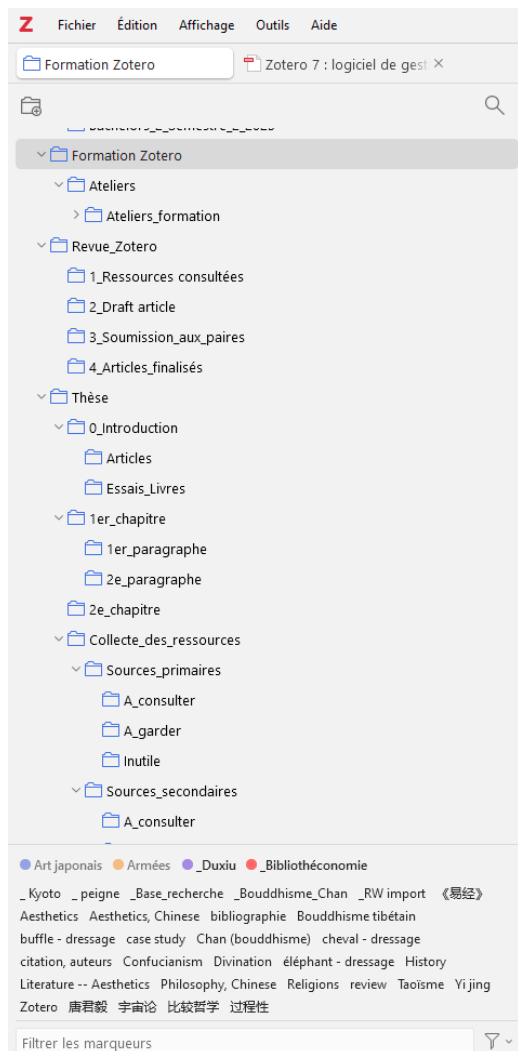 Z Fichier Édition Affichage Outils Aide
Formation Zotero Zotero 7 : logiciel de gest
Formation Zotero
Ateliers
Ateliers_formation
Revue_Zotero
1_Ressources consultées
2_Draft article
3_Soumission_aux_paires
4_Articles_finalisés
Thèse
0_Introduction
Articles
Essais_Livres
1er_chapitre
1er_paragraphe
2e_paragraphe
2e_chapitre
Collecte_des_ressources
Sources_primaires
A_consulter
A_garder
Inutile
Sources_secondaires
A_consulter
Art japonais Armées _Duxiu _Bibliothéconomie
_ Kyoto _ peigne _Base_recherche _Bouddhisme_Chan _RW import 《易经》
Aesthetics Aesthetics, Chinese bibliographie Bouddhisme tibétain
buffle - dressage case study Chan (bouddhisme) cheval - dressage
citation, auteurs Confucianism Divination éléphant - dressage History
Literature -- Aesthetics Philosophy, Chinese Religions review Taoïsme Yi jing
Zotero 唐君毅 宇宙论 比较哲学 过程性
Filtrer les marqueurs